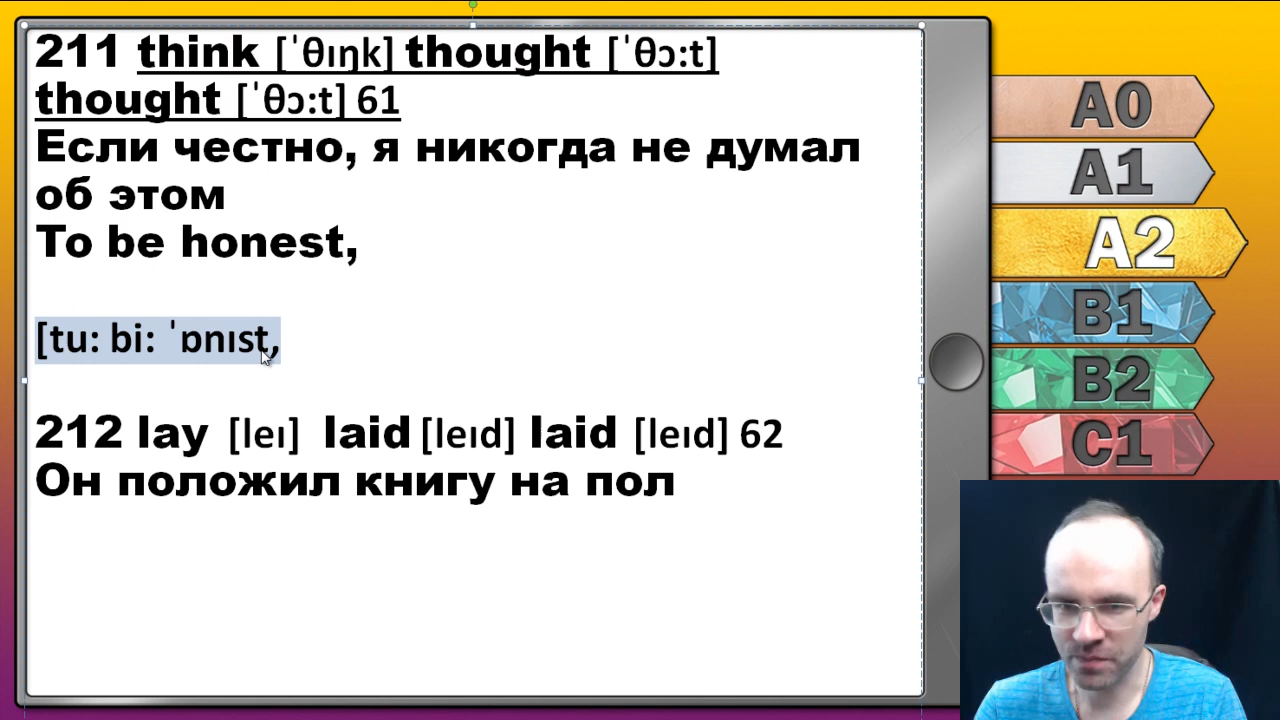 211 think [ˈθɪŋk] thought [ˈθɔ:t]
thought [ˈθɔ:t] 61
Если честно, я никогда не думал
об этом
To be honest,
[tu: bi: ˈɒnɪst,
212 lay [leɪ] laid [leɪd] laid [leɪd] 62
Он положил книгу на пол
A0
A1
A2
B1
B2
C1